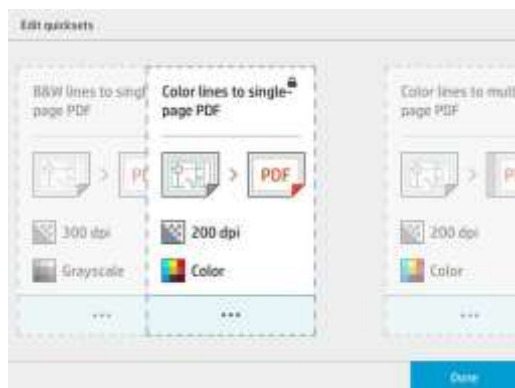 Edit quicksets
B&W lines to singl
page PDF
300 dpi
Grayscale
Color lines to single-
page PDF
PDF
200 dpi
Color
Color lines to mult
page PDF
200 dpi
Color
Done